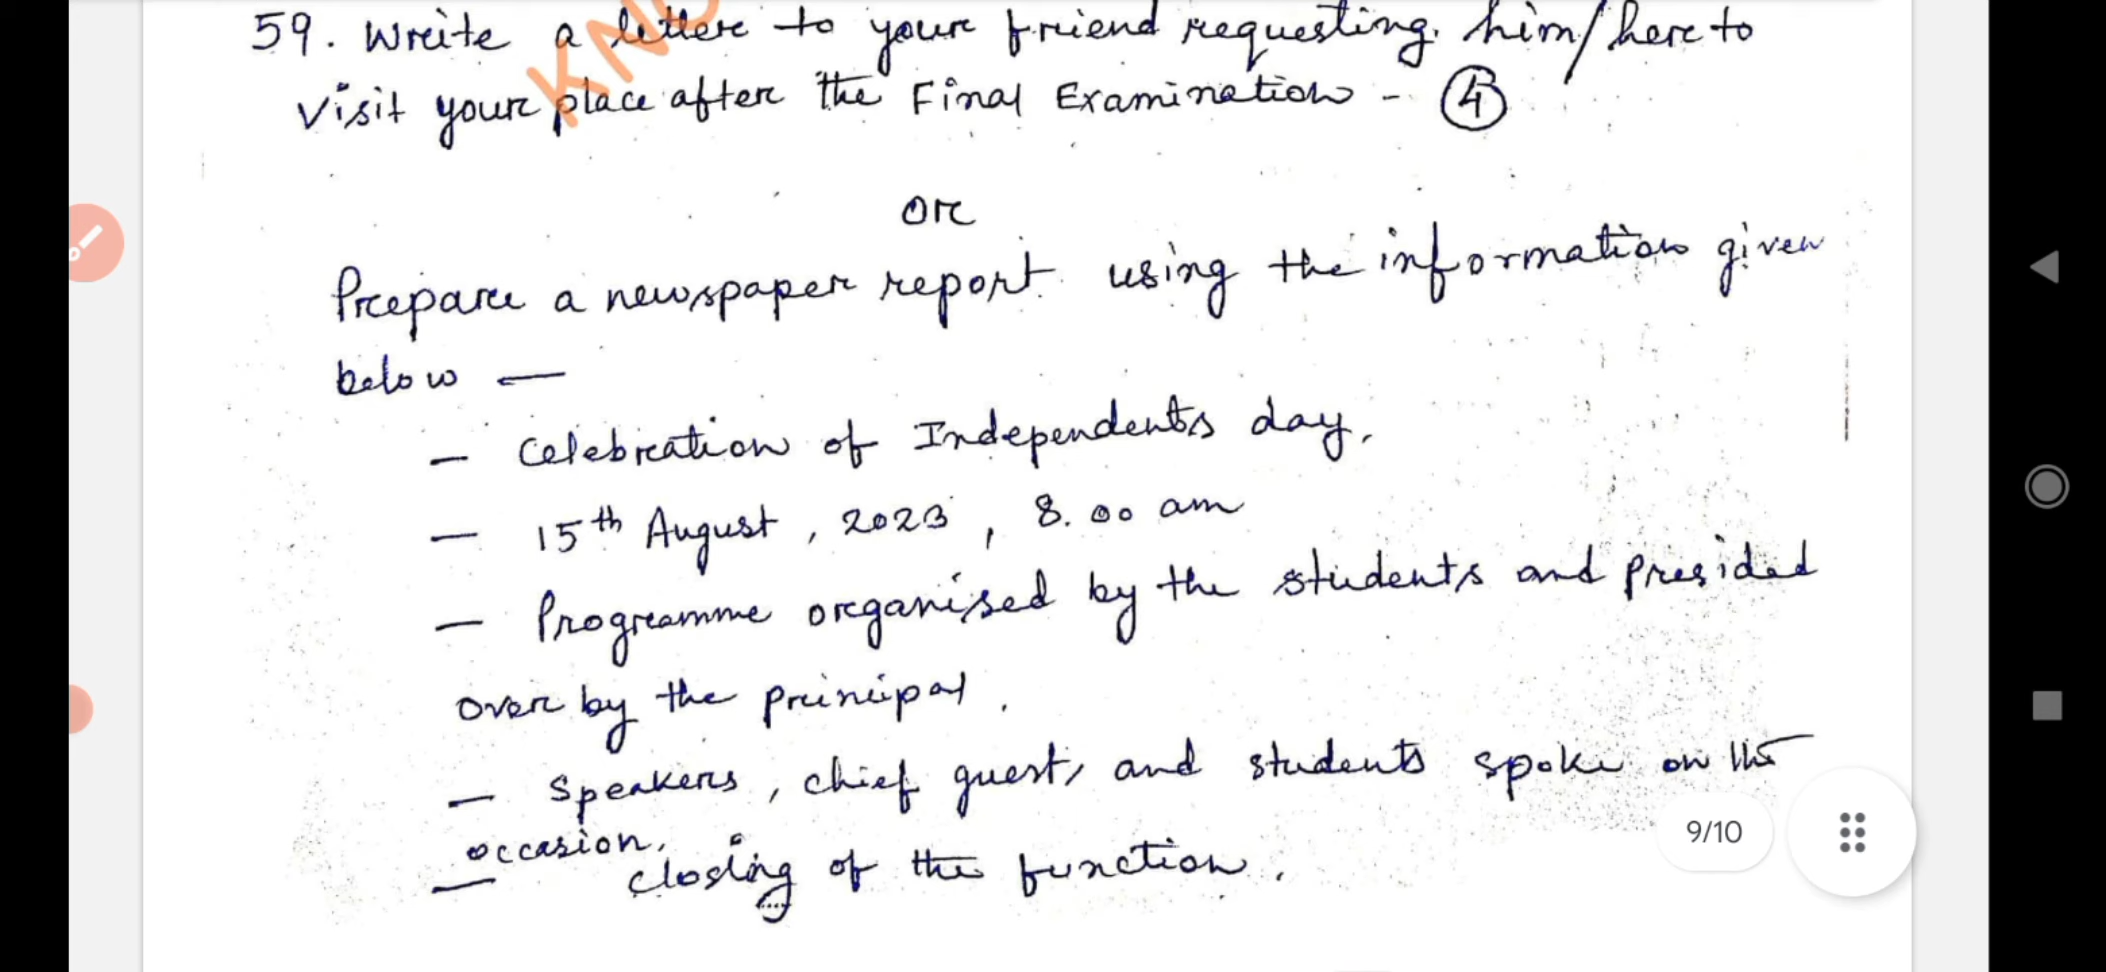 59. Write a letter to your friend requesting him/her to
visit your place after the Final Examination - 4
KNO
or
Prepare a newspaper report using the information given
below —
— Celebration of Independents day.
— 15th August, 2023, 8.00 am
— Programme organised by the students and presided
over by the principal.
— Speakers, chief guest, and students spoke on the
occasion.
— closing of the function.
9/10